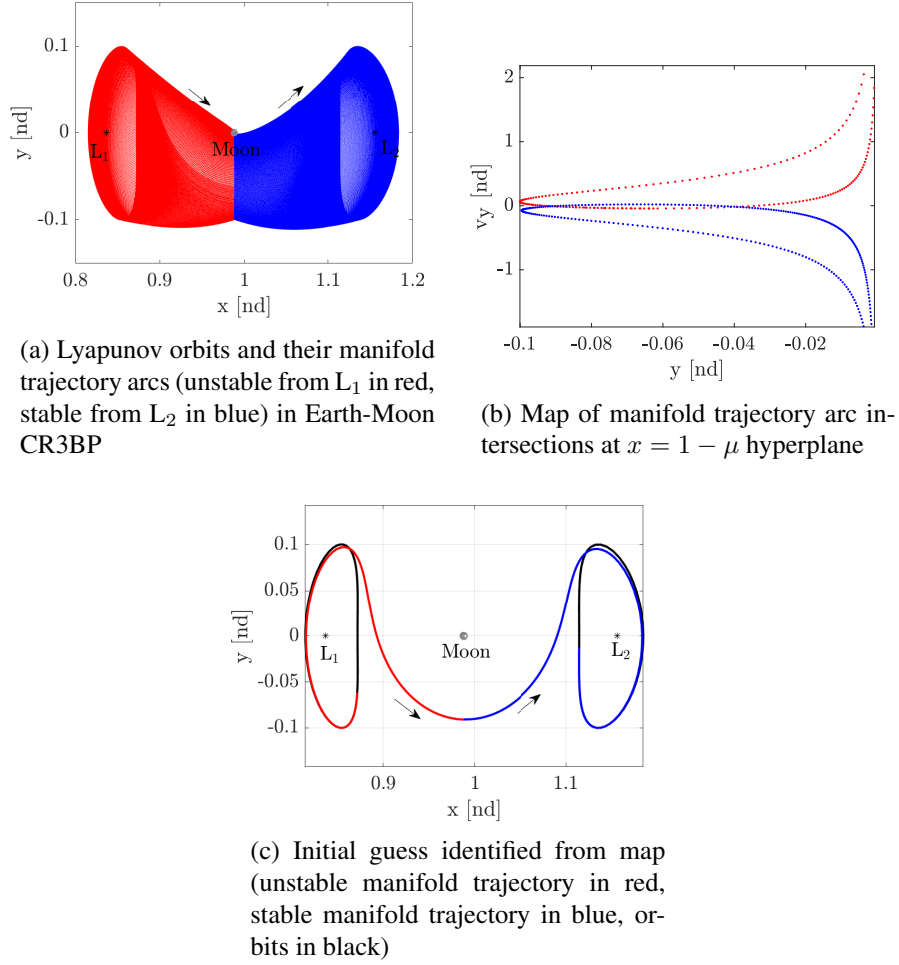 0.1
0
-0.1
y [nd]
L1
Moon
L2
0.8
0.9
1
1.1
1.2
x [nd]
(a) Lyapunov orbits and their manifold
trajectory arcs (unstable from L1 in red,
stable from L2 in blue) in Earth-Moon
CR3BP
2
1
0
-1
vy [nd]
-0.1
-0.08
-0.06
-0.04
-0.02
y [nd]
(b) Map of manifold trajectory arc in-
tersections at x = 1 − μ hyperplane
0.1
0.05
0
-0.05
-0.1
y [nd]
L1
Moon
L2
0.9
1
1.1
x [nd]
(c) Initial guess identified from map
(unstable manifold trajectory in red,
stable manifold trajectory in blue, or-
bits in black)